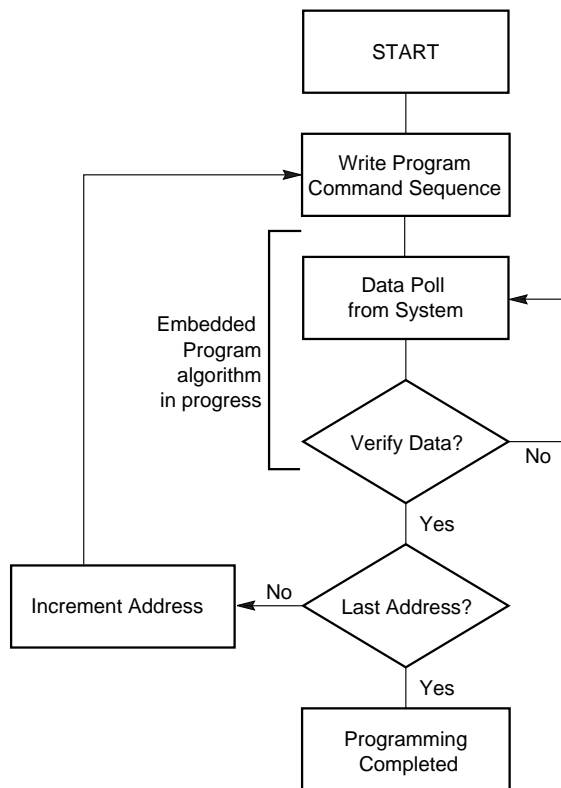 START
Write Program
Command Sequence
Data Poll
from System
Embedded
Program
algorithm
in progress
Verify Data?
No
Yes
Increment Address
No
Last Address?
Yes
Programming
Completed